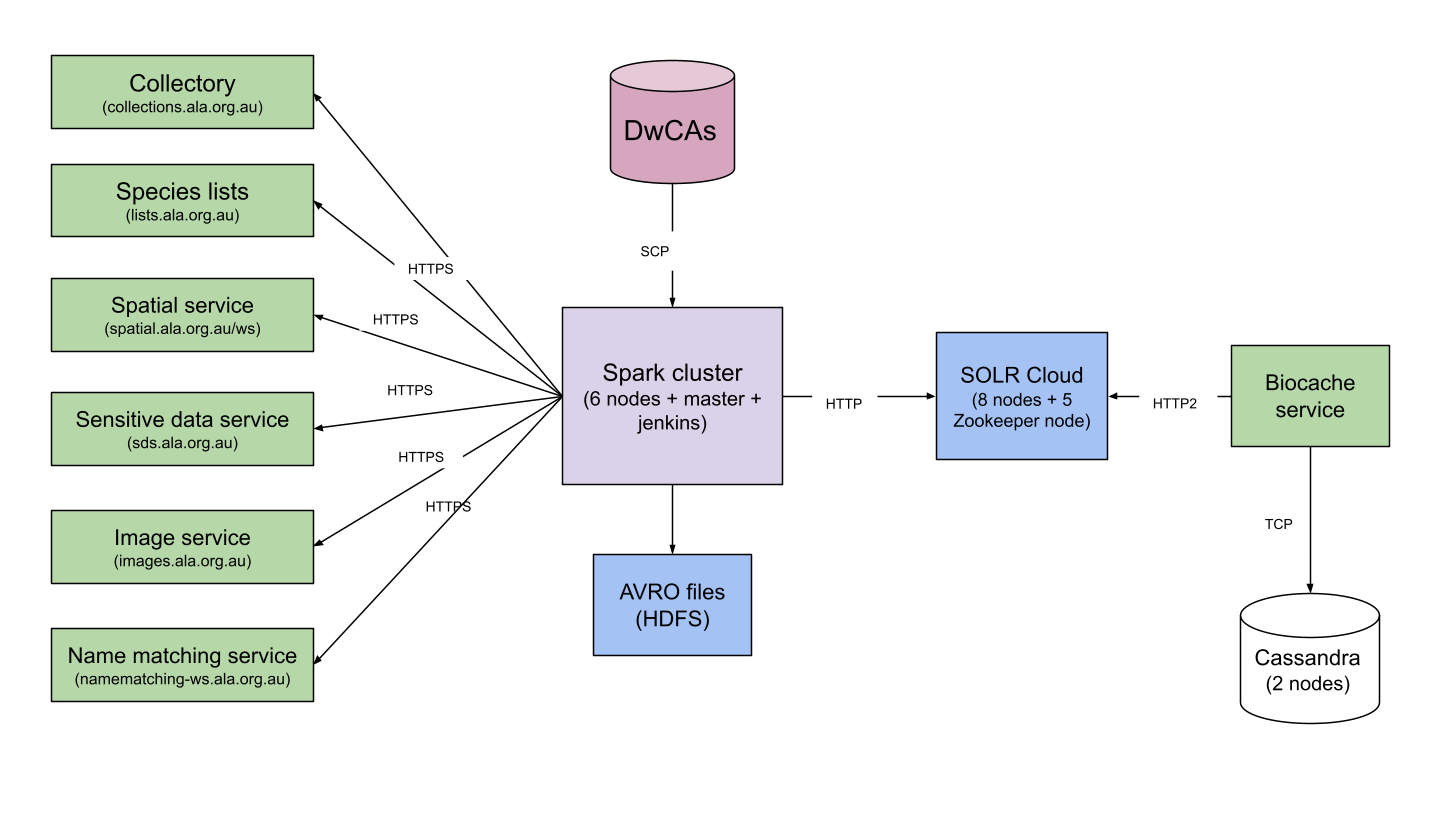 Collectory
(collections.ala.org.au)
Species lists
(lists.ala.org.au)
Spatial service
(spatial.ala.org.au/ws)
Sensitive data service
(sds.ala.org.au)
Image service
(images.ala.org.au)
Name matching service
(namematching-ws.ala.org.au)
HTTPS
HTTPS
HTTPS
HTTPS
HTTPS
DwCAs
SCP
Spark cluster
(6 nodes + master +
jenkins)
AVRO files
(HDFS)
HTTP
SOLR Cloud
(8 nodes + 5
Zookeeper node)
HTTP2
Biocache
service
TCP
Cassandra
(2 nodes)